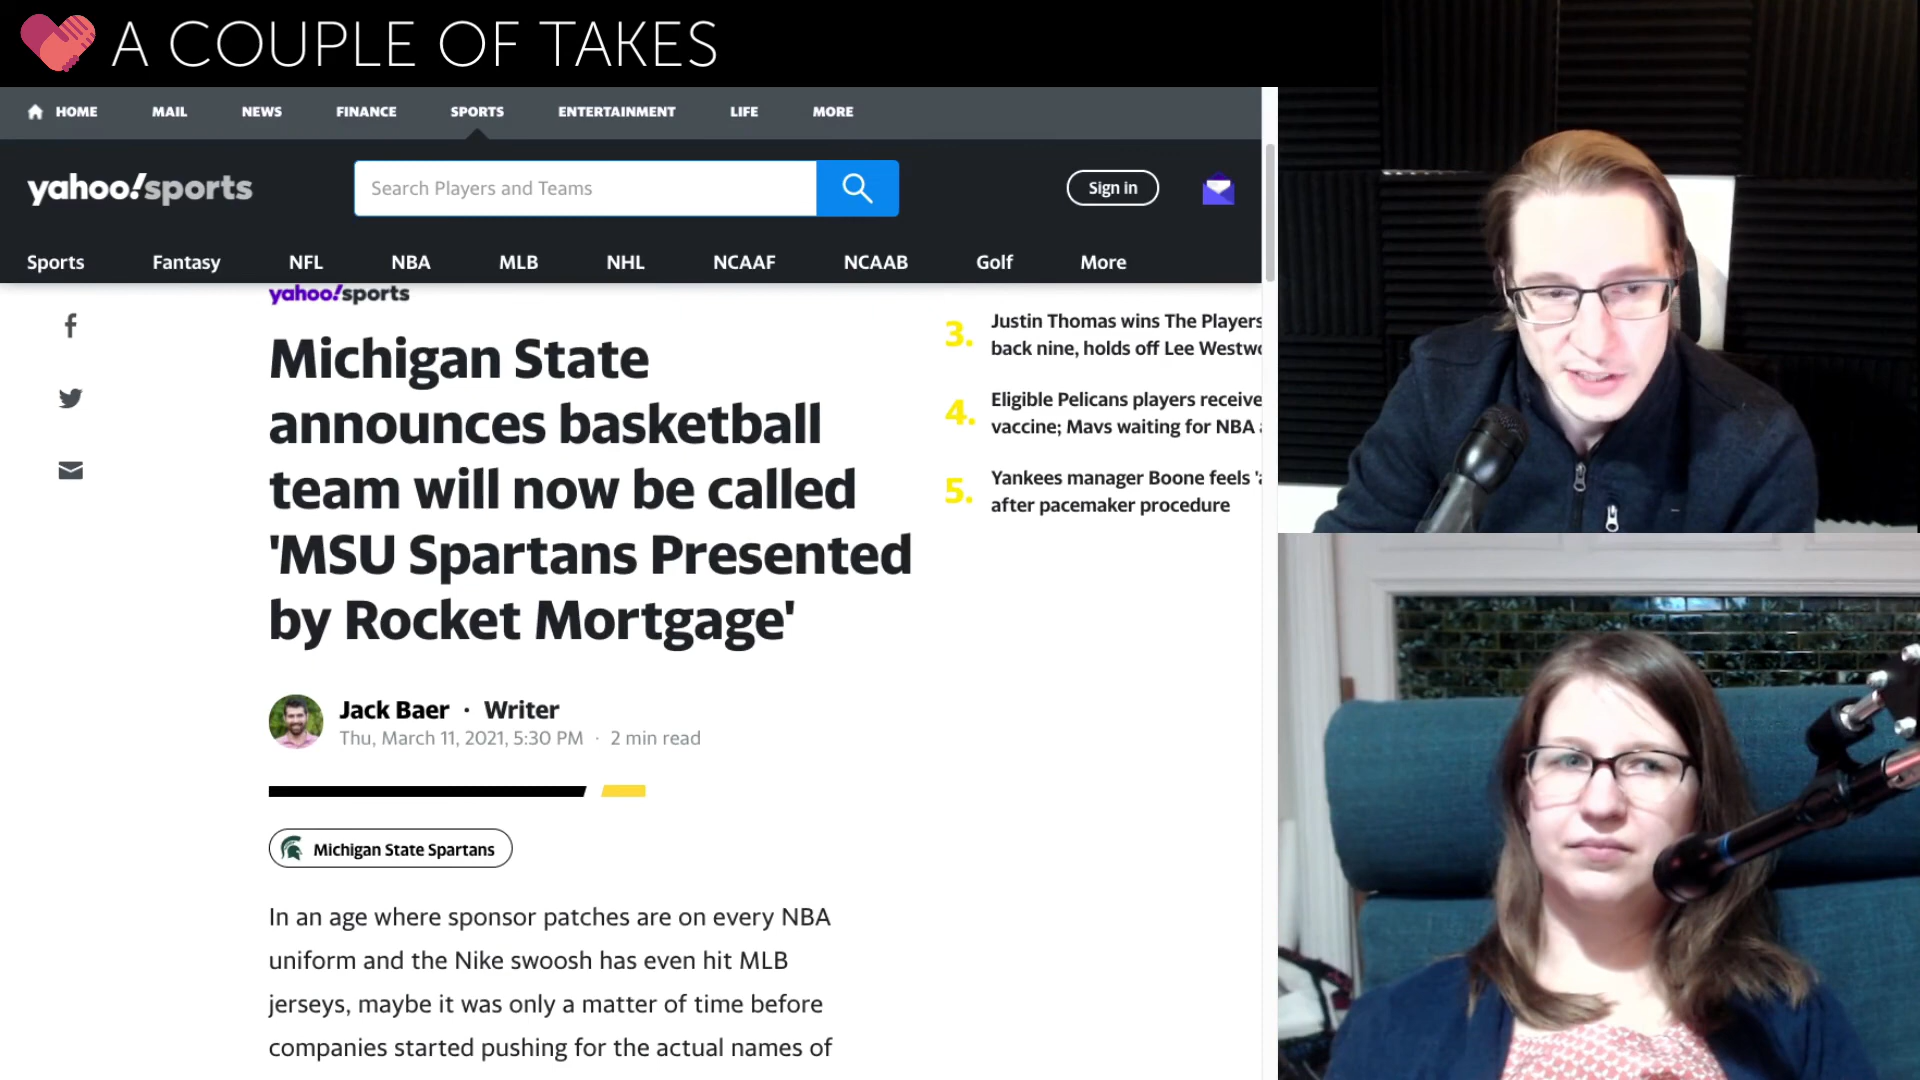 A COUPLE OF TAKES
HOME MAIL NEWS FINANCE SPORTS ENTERTAINMENT LIFE MORE
yahoo!sports Search Players and Teams Sign in
Sports Fantasy NFL NBA MLB NHL NCAAF NCAAB Golf More
yahoo!sports
Michigan State
announces basketball
team will now be called
'MSU Spartans Presented
by Rocket Mortgage'
Jack Baer · Writer
Thu, March 11, 2021, 5:30 PM · 2 min read
Michigan State Spartans
In an age where sponsor patches are on every NBA
uniform and the Nike swoosh has even hit MLB
jerseys, maybe it was only a matter of time before
companies started pushing for the actual names of
3. Justin Thomas wins The Players
back nine, holds off Lee
4. Eligible Pelicans players receive
vaccine; Mavs waiting for NBA
5. Yankees manager Boone feels
after pacemaker procedure